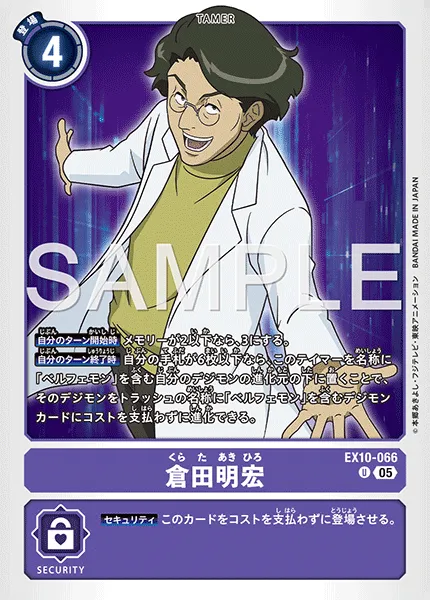 TAMER
登場
4
SAMPLE
自分のターン開始時 メモリーが2以下なら、3にする。
自分のターン終了時 自分の手札が6枚以下なら、このテイマーを名称に
「ベルフェモン」を含む自分のデジモンの進化元の下に置くことで、
そのデジモンをトラッシュの名称に「ベルフェモン」を含むデジモン
カードにコストを支払わずに進化できる。
©本郷あきよし・フジテレビ・東映アニメーション BANDAI MADE IN JAPAN
EX10-066
くらたあきひろ
倉田明宏
U 05
セキュリティ このカードをコストを支払わずに登場させる。
SECURITY